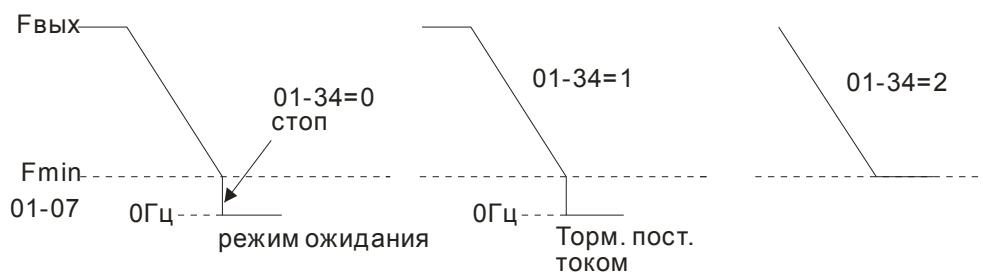 Fвых
01-34=0
стоп
01-34=1
01-34=2
Fmin
01-07
0Гц
режим ожидания
0Гц
Торм. пост.
током